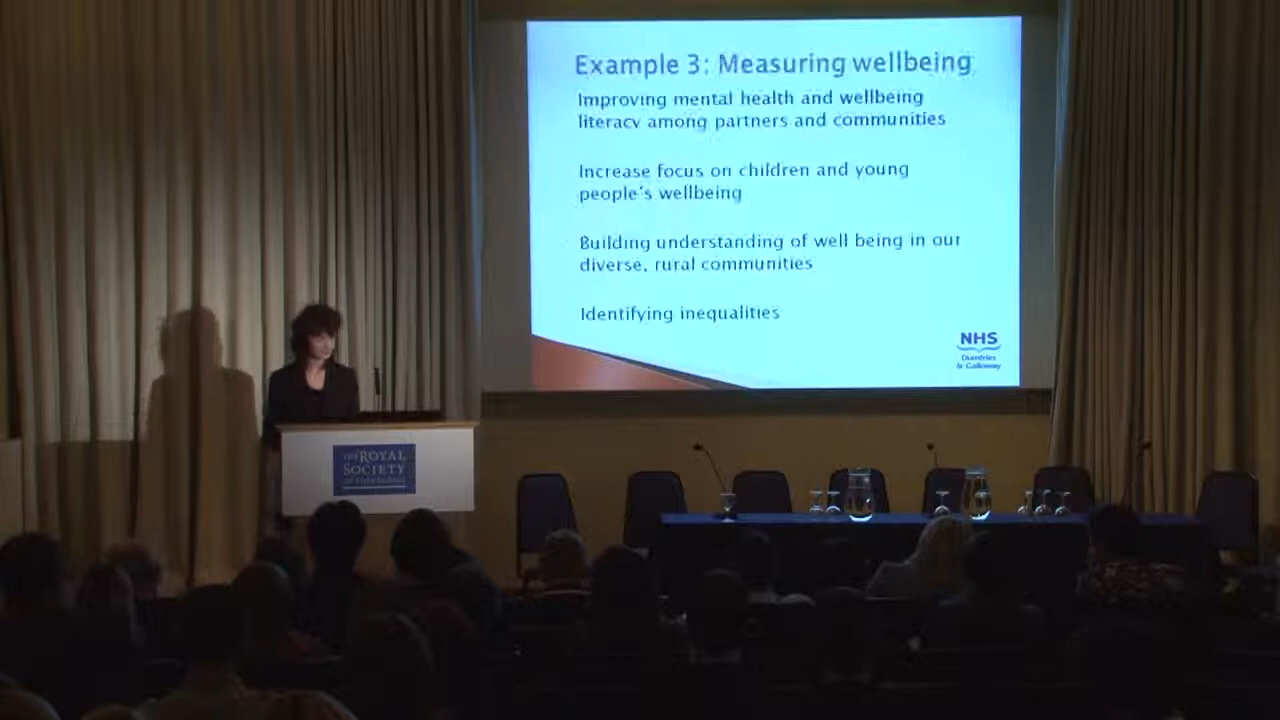 Example 3: Measuring wellbeing
Improving mental health and wellbeing
literacy among partners and communities
Increase focus on children and young
people's wellbeing
Building understanding of well being in our
diverse, rural communities
Identifying inequalities
NHS
Dumfries
& Galloway
THE ROYAL
SOCIETY
OF EDINBURGH